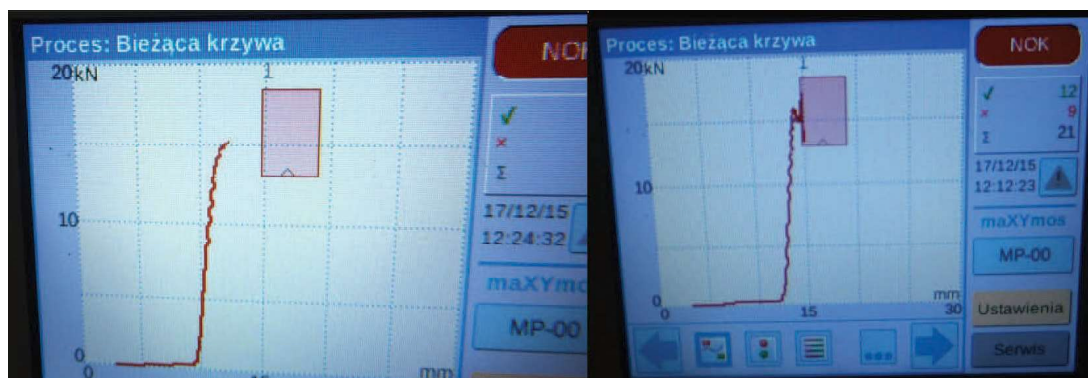 Proces: Bieżąca krzywa
NOK
20kN
1
10
0
0
mm
Σ
17/12/15
12:24:32
maXYmo
MP-00
Proces: Bieżąca krzywa
NOK
20kN
1
10
0
0
15
30
mm
12
9
Σ
21
17/12/15
12:12:23
maXYmos
MP-00
Ustawienia
Serwis